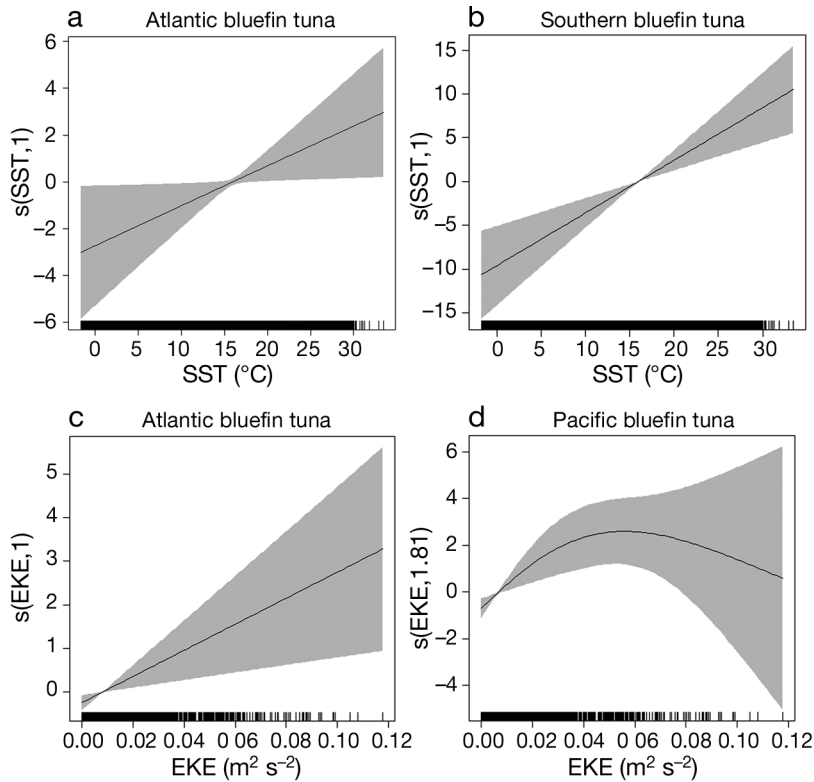 a Atlantic bluefin tuna
6
4
2
0
–2
–4
–6
s(SST,1)
0 5 10 15 20 25 30
SST (°C)
b Southern bluefin tuna
15
10
5
0
–5
–10
–15
s(SST,1)
0 5 10 15 20 25 30
SST (°C)
c Atlantic bluefin tuna
5
4
3
2
1
0
s(EKE,1)
0.00 0.02 0.04 0 06 0.08 0.10 0.12
EKE (m² s–²)
d Pacific bluefin tuna
6
4
2
0
–2
–4
s(EKE,1.81)
0.00 0.02 0.04 0 06 0.08 0.10 0.12
EKE (m² s–²)